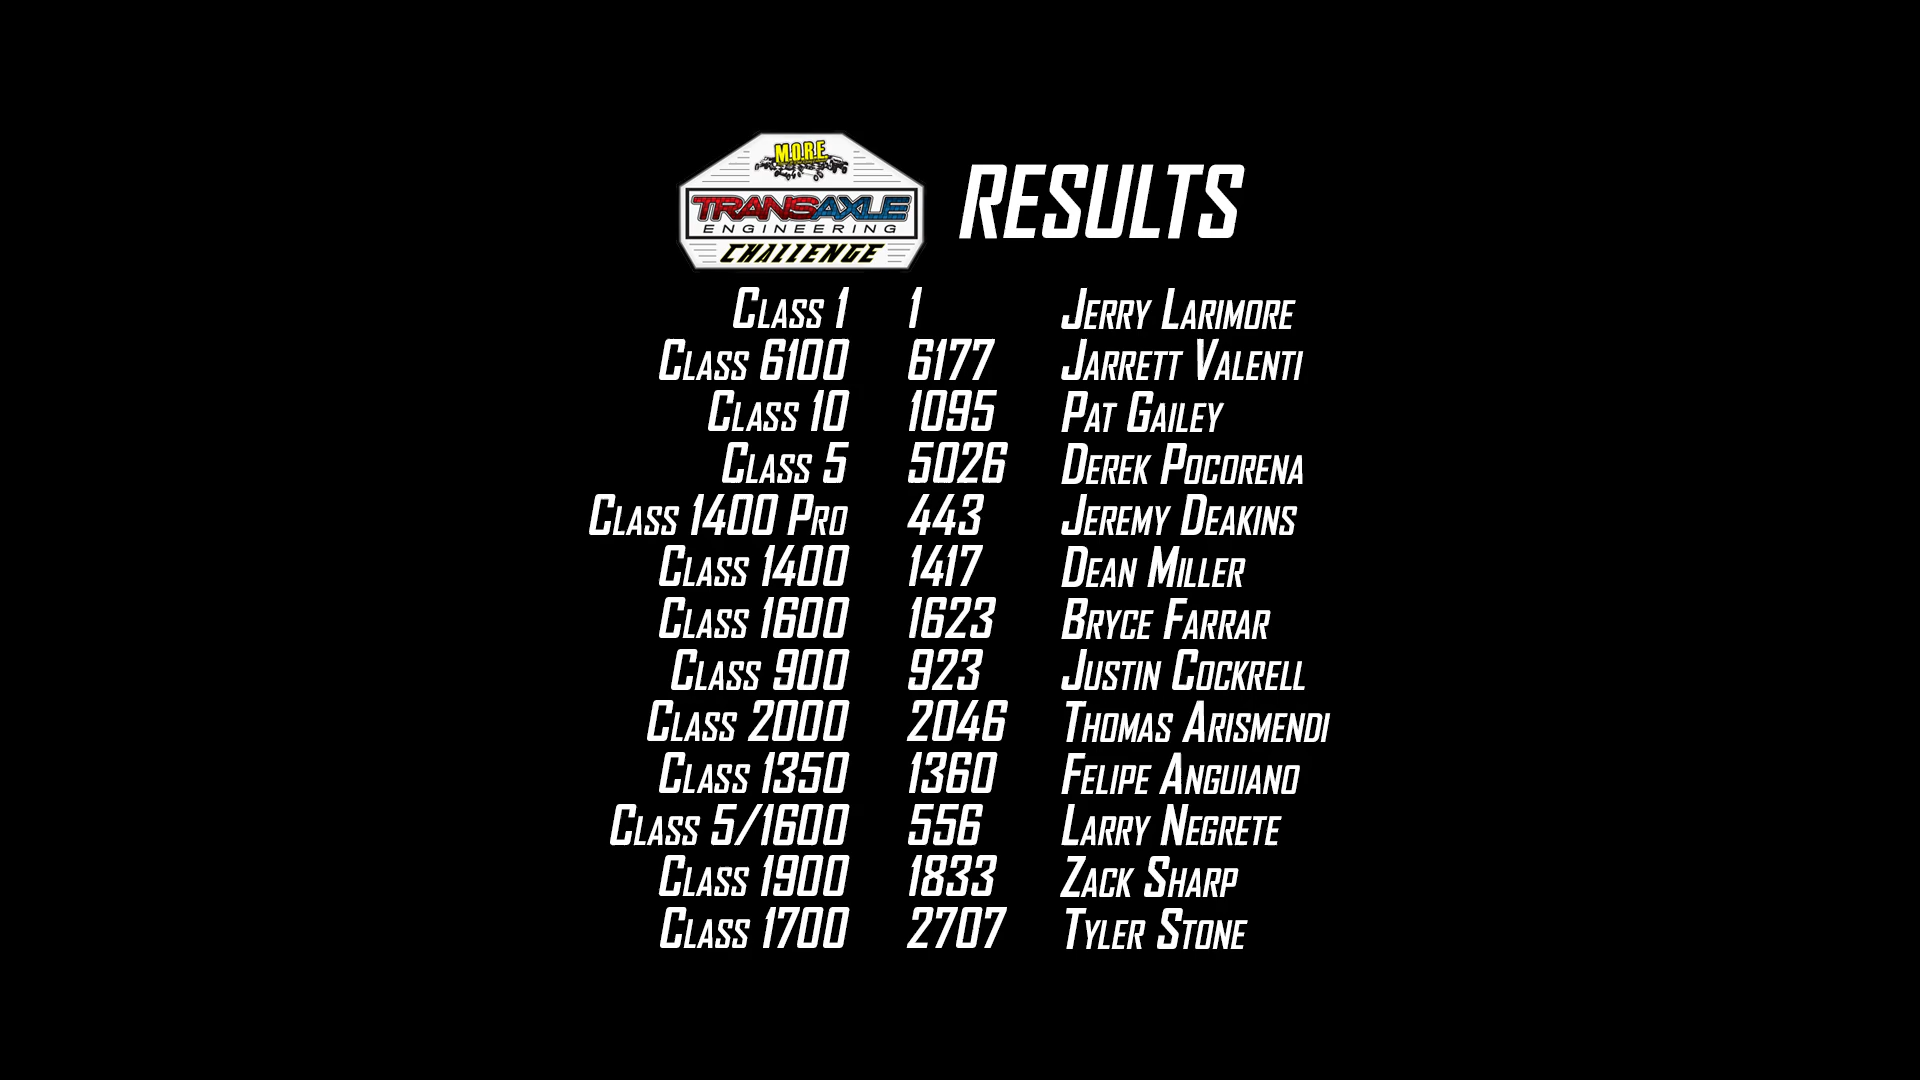 M.O.R.E.
TRANSAXLE
ENGINEERING
CHALLENGE
RESULTS
Class 1 1 Jerry Larimore
Class 6100 6177 Jarrett Valenti
Class 10 1095 Pat Gailey
Class 5 5026 Derek Pocorena
Class 1400 Pro 443 Jeremy Deakins
Class 1400 1417 Dean Miller
Class 1600 1623 Bryce Farrar
Class 900 923 Justin Cockrell
Class 2000 2046 Thomas Arismendi
Class 1350 1360 Felipe Anguiano
Class 5/1600 556 Larry Negrete
Class 1900 1833 Zack Sharp
Class 1700 2707 Tyler Stone